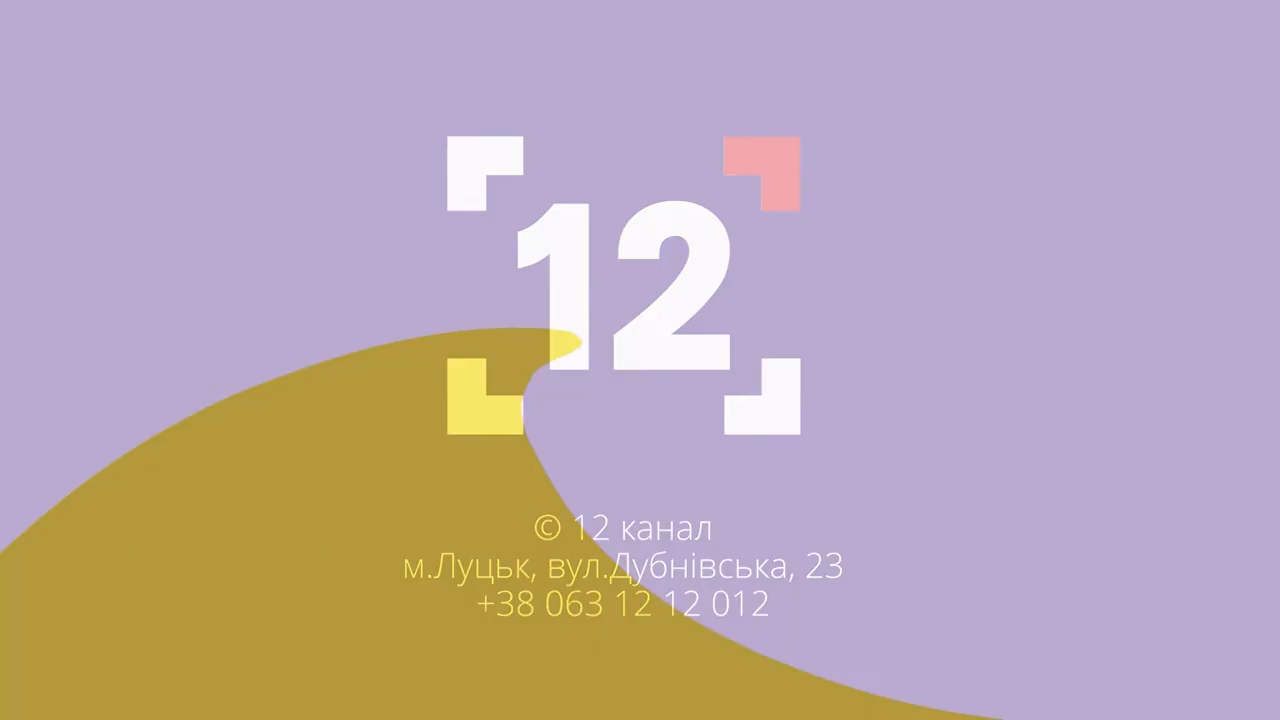 12
© 12 канал
м.Луцьк, вул.Дубнівська, 23
+38 063 12 12 012